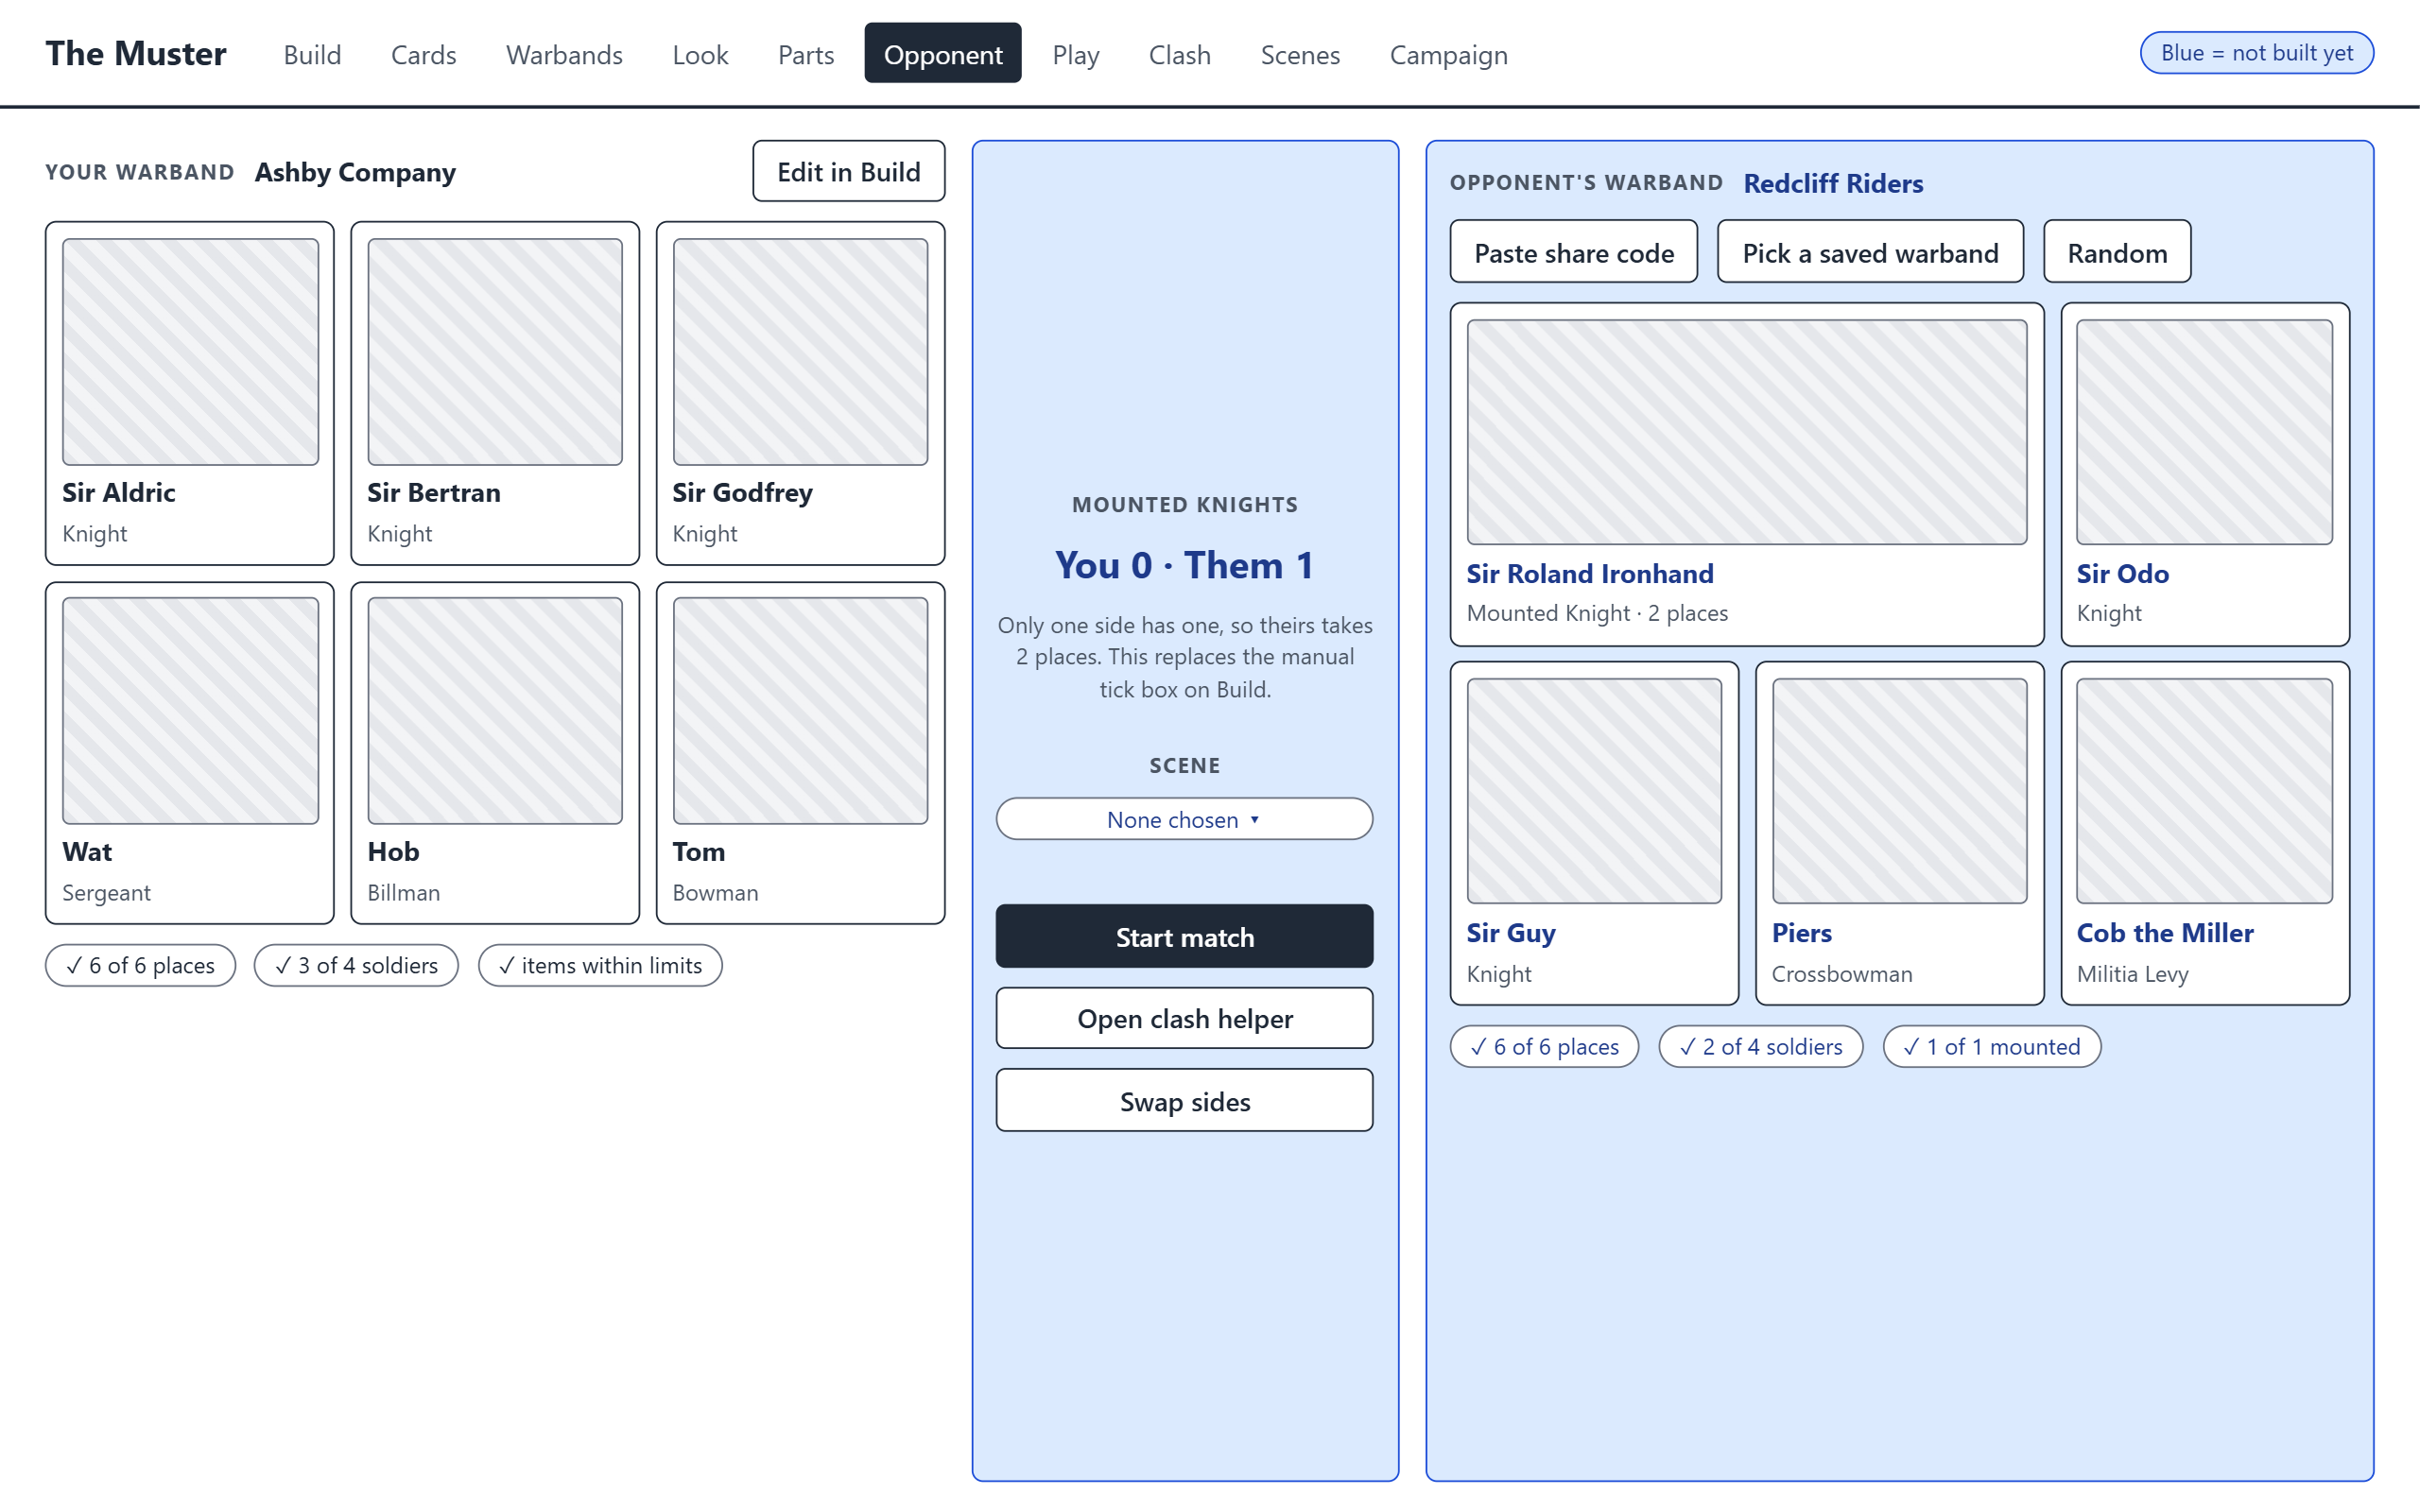 The Muster
Build
Cards
Warbands
Look
Parts
Opponent
Play
Clash
Scenes
Campaign
Blue = not built yet
YOUR WARBAND Ashby Company
Edit in Build
Sir Aldric
Knight
Sir Bertran
Knight
Sir Godfrey
Knight
Wat
Sergeant
Hob
Billman
Tom
Bowman
✓ 6 of 6 places
✓ 3 of 4 soldiers
✓ items within limits
MOUNTED KNIGHTS
You 0 · Them 1
Only one side has one, so theirs takes
2 places. This replaces the manual
tick box on Build.
SCENE
None chosen ▾
Start match
Open clash helper
Swap sides
OPPONENT'S WARBAND Redcliff Riders
Paste share code
Pick a saved warband
Random
Sir Roland Ironhand
Mounted Knight · 2 places
Sir Odo
Knight
Sir Guy
Knight
Piers
Crossbowman
Cob the Miller
Militia Levy
✓ 6 of 6 places
✓ 2 of 4 soldiers
✓ 1 of 1 mounted